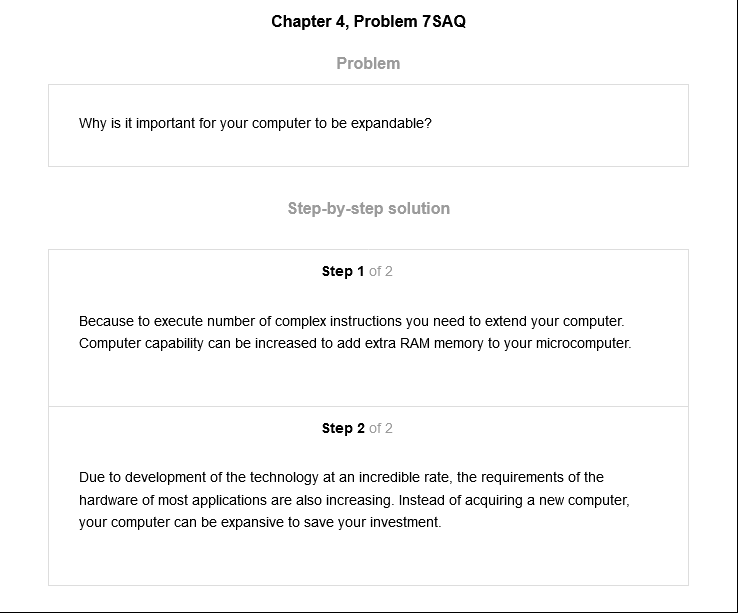 Chapter 4, Problem 7SAQ
Problem
Why is it important for your computer to be expandable?
Step-by-step solution
Step 1 of 2
Because to execute number of complex instructions you need to extend your computer.
Computer capability can be increased to add extra RAM memory to your microcomputer.
Step 2 of 2
Due to development of the technology at an incredible rate, the requirements of the
hardware of most applications are also increasing. Instead of acquiring a new computer,
your computer can be expansive to save your investment.